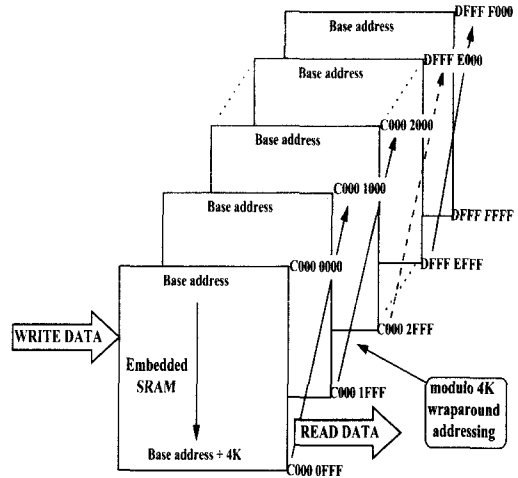 DFFF F000
Base address
DFFF E000
Base address
C000 2000
Base address
C000 1000
Base address
C000 0000
Base address
DFFF FFFF
DFFF EFFF
C000 2FFF
WRITE DATA
Embedded
SRAM
modulo 4K
wraparound
addressing
C000 1FFF
READ DATA
Base address + 4K
C000 0FFF